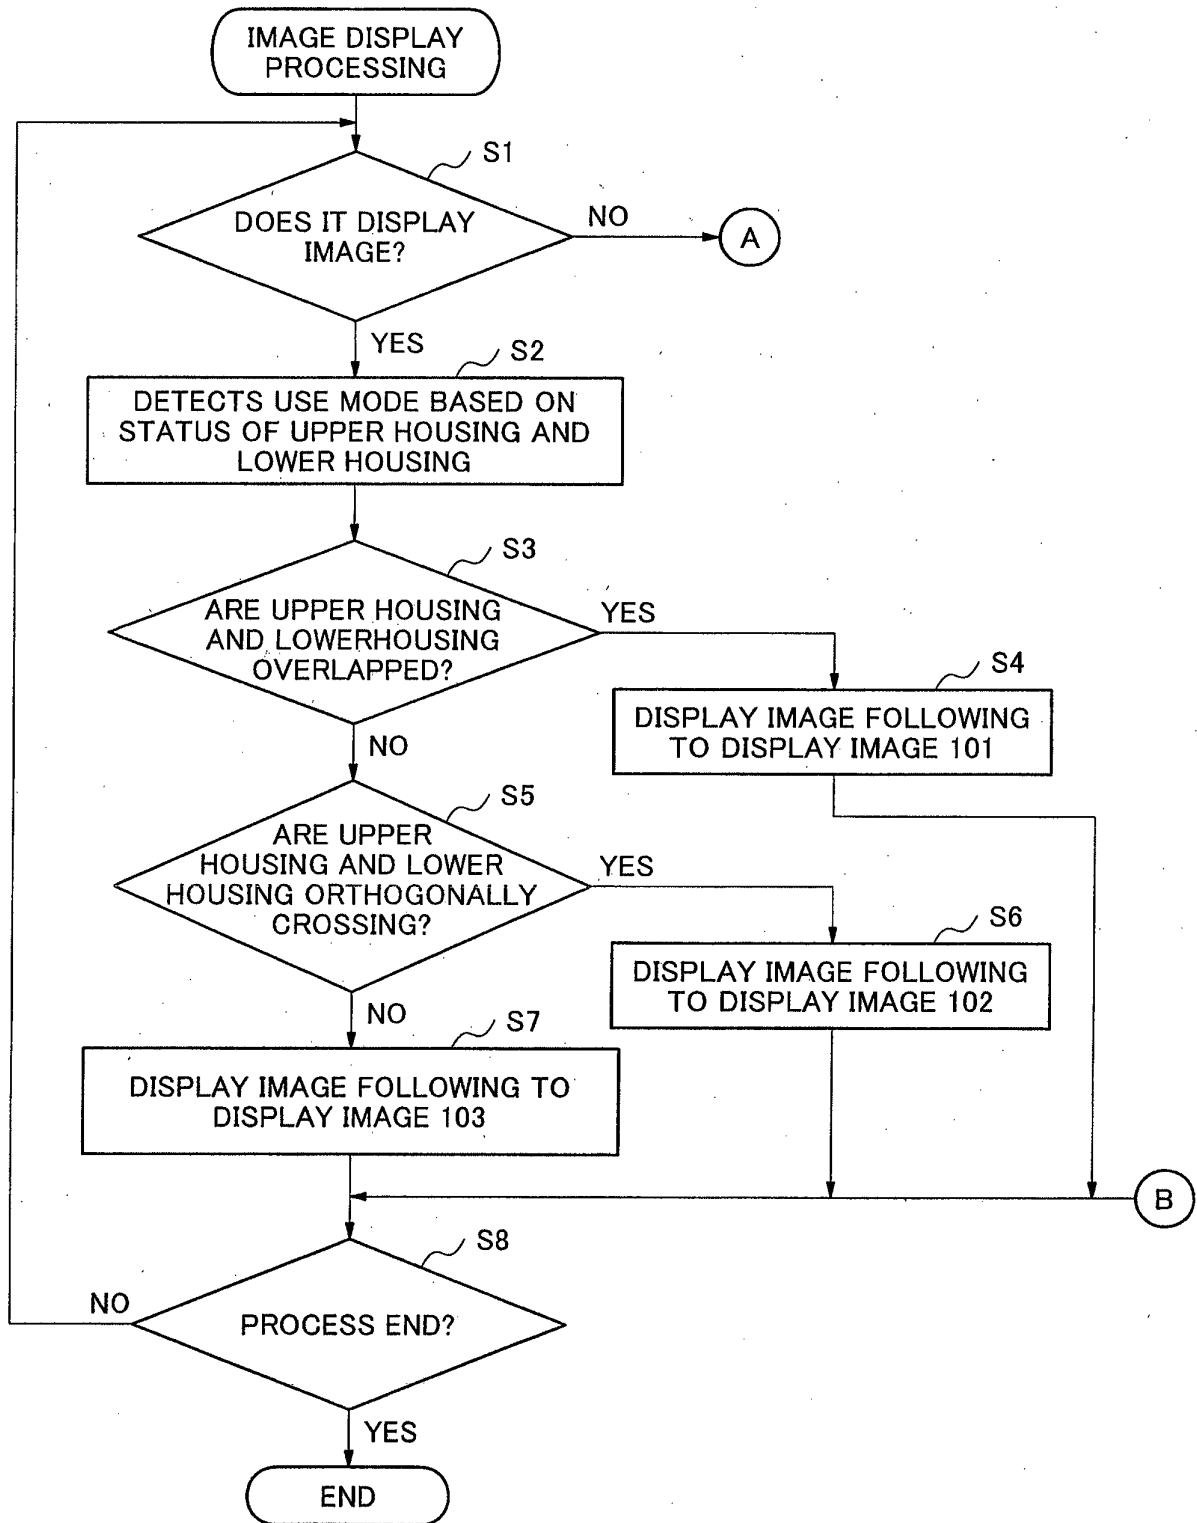 IMAGE DISPLAY
PROCESSING
S1
DOES IT DISPLAY
IMAGE?
NO
A
YES
S2
DETECTS USE MODE BASED ON
STATUS OF UPPER HOUSING AND
LOWER HOUSING
S3
ARE UPPER HOUSING
AND LOWERHOUSING
OVERLAPPED?
YES
S4
DISPLAY IMAGE FOLLOWING
TO DISPLAY IMAGE 101
NO
S5
ARE UPPER
HOUSING AND LOWER
HOUSING ORTHOGONALLY
CROSSING?
YES
S6
DISPLAY IMAGE FOLLOWING
TO DISPLAY IMAGE 102
NO
S7
DISPLAY IMAGE FOLLOWING TO
DISPLAY IMAGE 103
B
S8
PROCESS END?
NO
YES
END